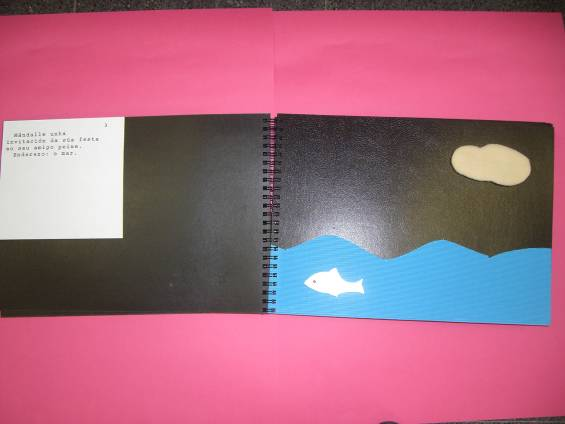 3
Mándalle unha
invitación da súa festa
ao seu amigo peixe.
Enderezo: o mar.